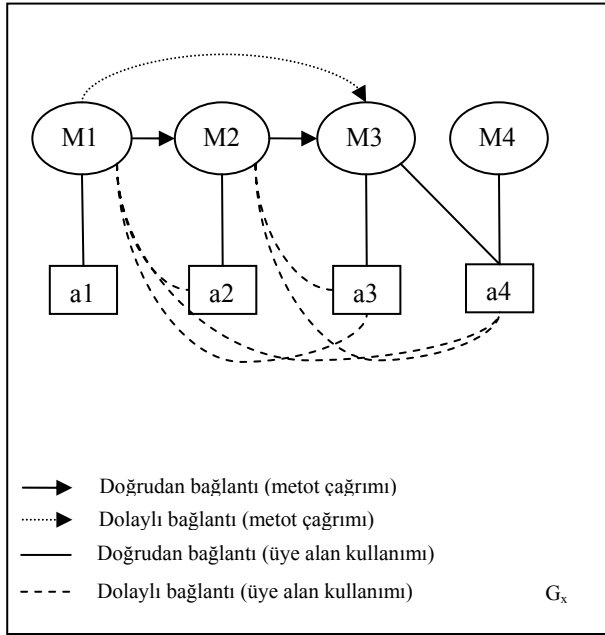 M1 M2 M3 M4
a1 a2 a3 a4
Doğrudan bağlantı (metot çağrımı)
Dolaylı bağlantı (metot çağrımı)
Doğrudan bağlantı (üye alan kullanımı)
Dolaylı bağlantı (üye alan kullanımı) Gx